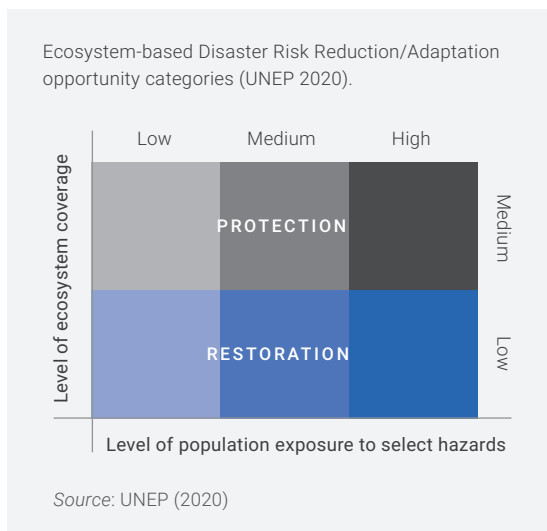 Ecosystem-based Disaster Risk Reduction/Adaptation
opportunity categories (UNEP 2020).
Low Medium High
Level of ecosystem coverage
PROTECTION
Medium
RESTORATION
Low
Level of population exposure to select hazards
Source: UNEP (2020)